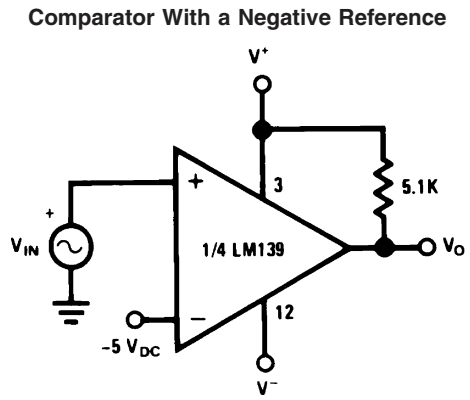 Comparator With a Negative Reference
V+
+
3
5.1K
+
VIN
1/4 LM139
VO
−
12
-5 VDC
V−